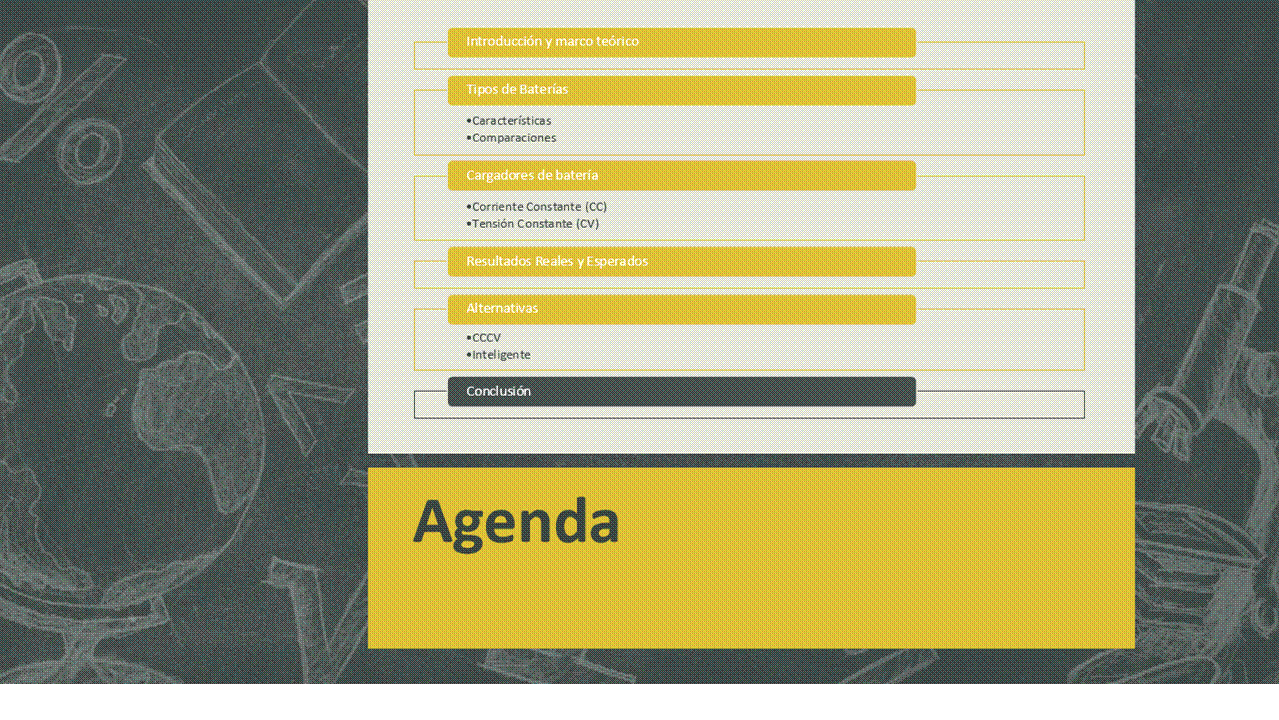 Introducción y marco teórico
Tipos de Baterías
•Características
•Comparaciones
Cargadores de batería
•Corriente Constante (CC)
•Tensión Constante (CV)
Resultados Reales y Esperados
Alternativas
•CCCV
•Inteligente
Conclusión
Agenda